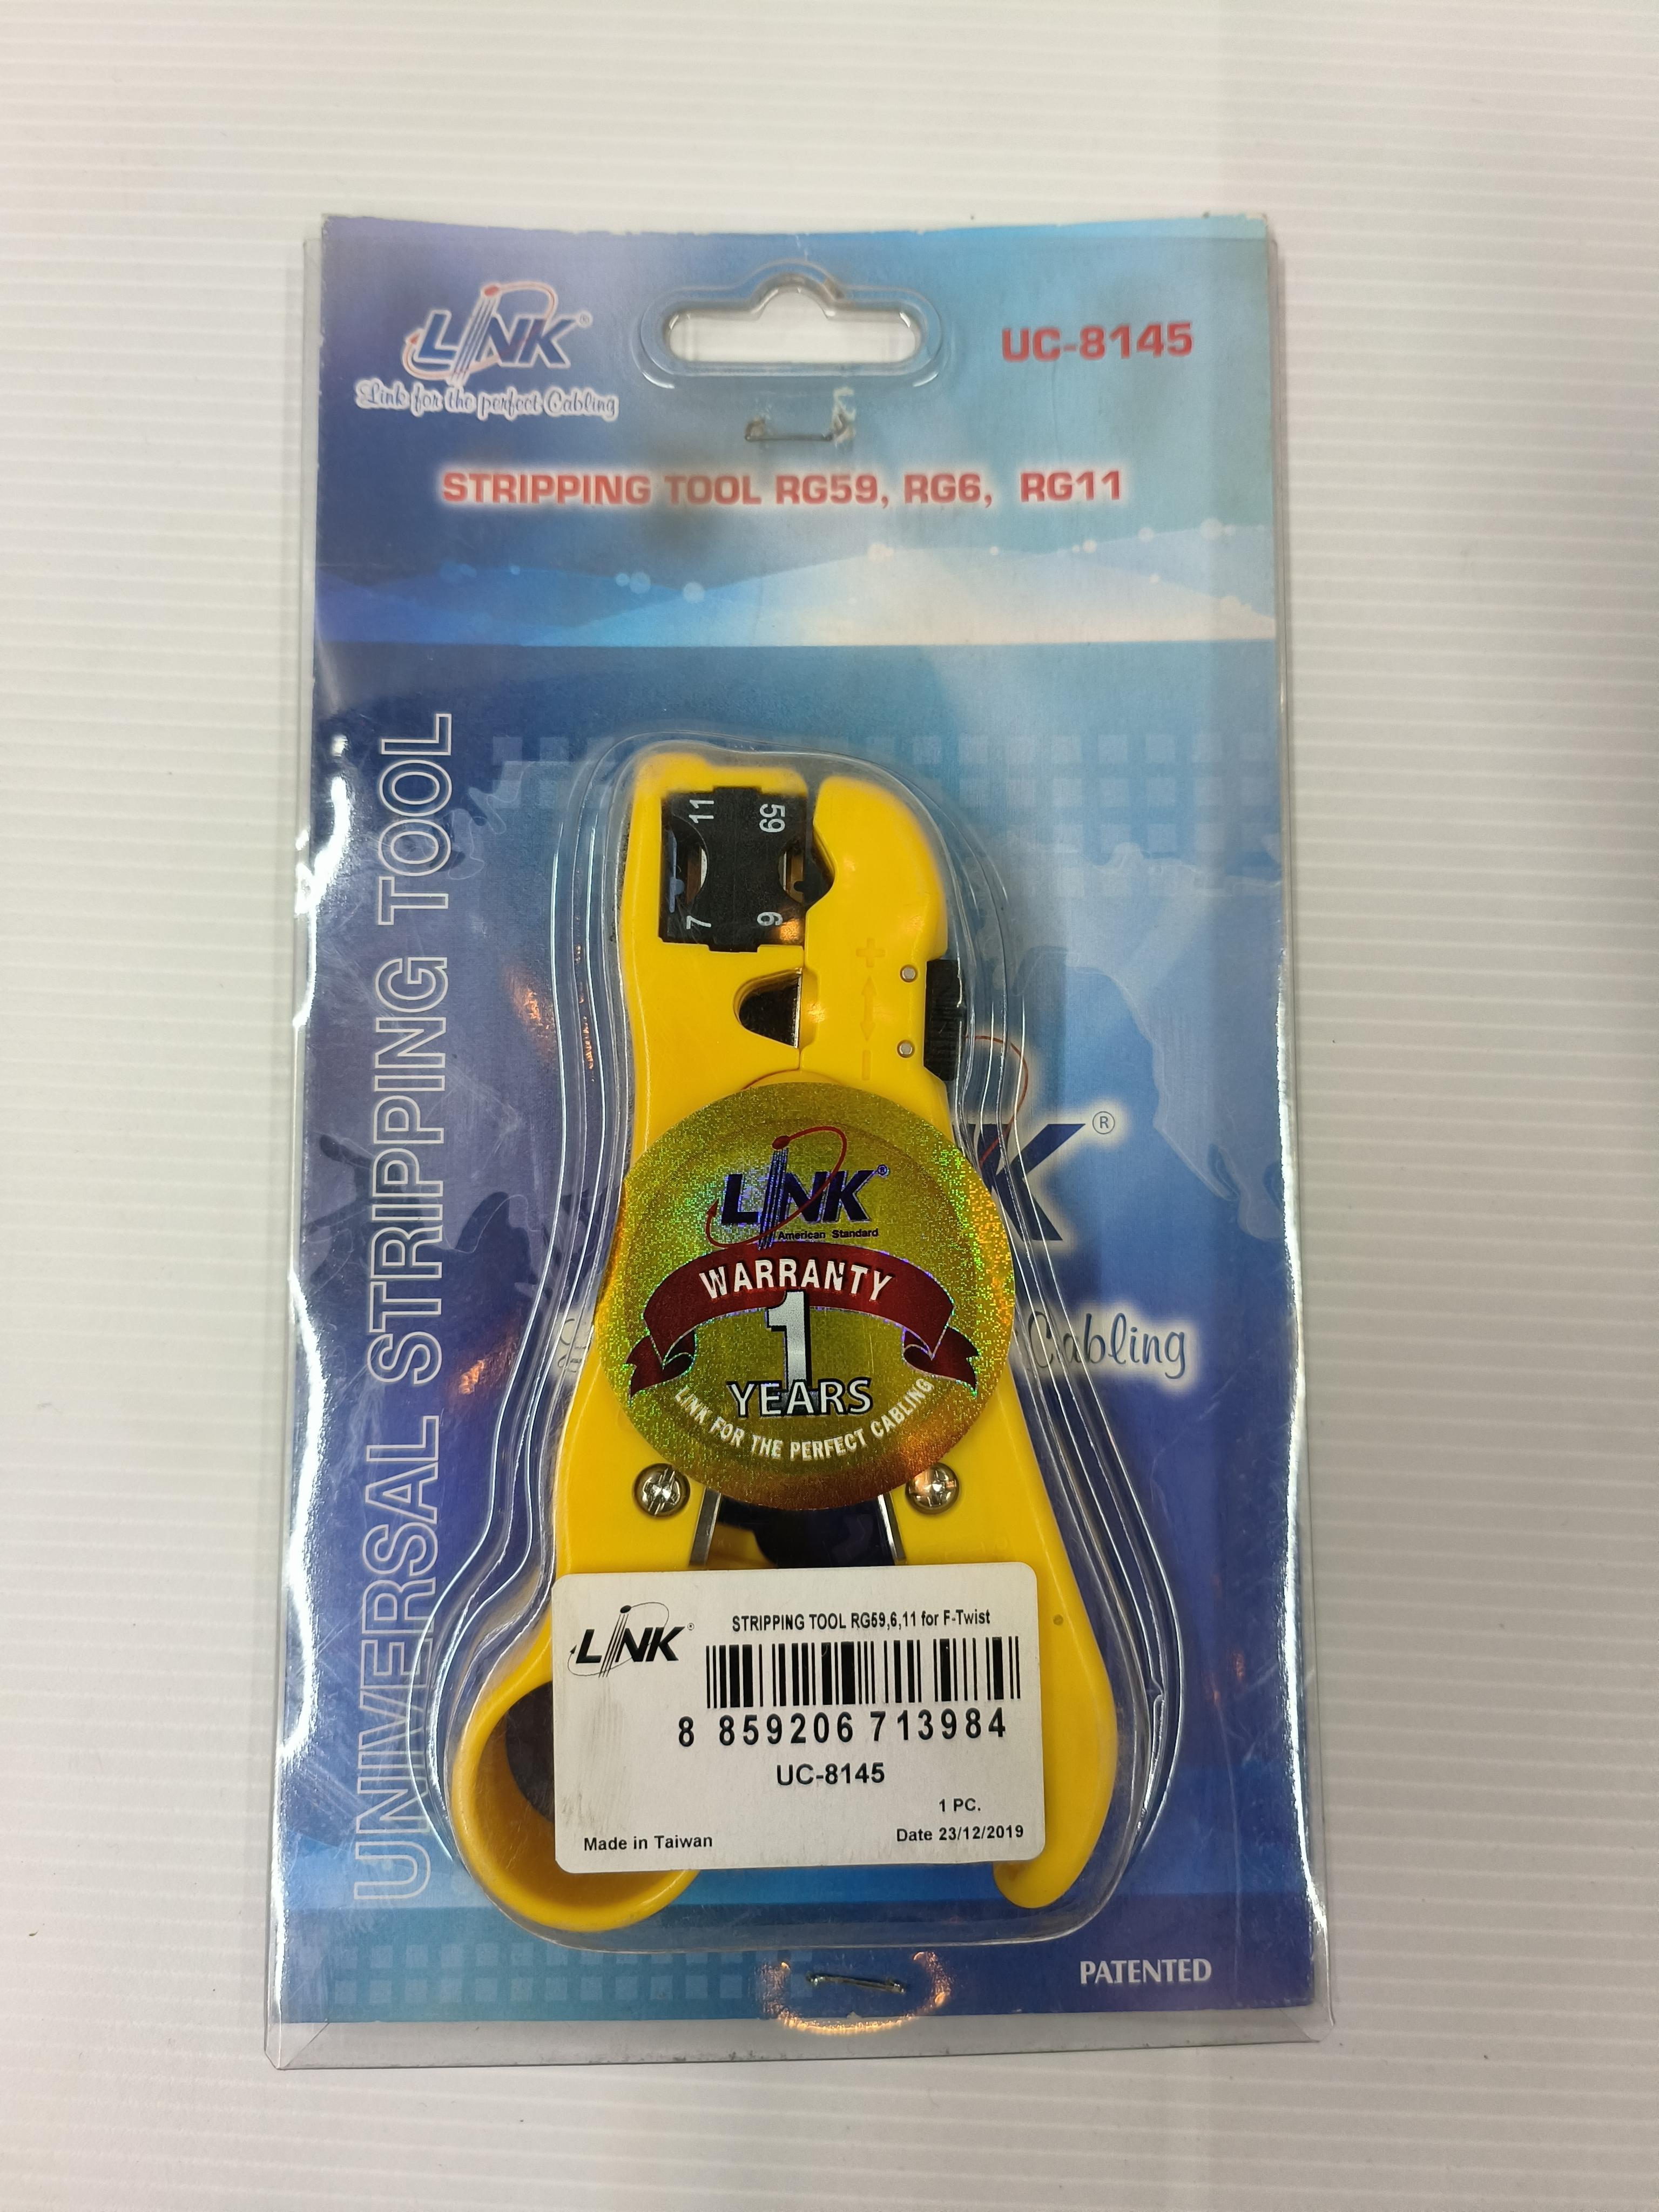 LINK®
UC-8145
Link for the perfect Cabling
STRIPPING TOOL RG59, RG6, RG11
UNIVERSAL STRIPPING TOOL
11 59
7 6
+
−
K®
Cabling
LINK®
American Standard
WARRANTY
1
YEARS
LINK FOR THE PERFECT CABLING
LINK®
STRIPPING TOOL RG59,6,11 for F-Twist
8 859206 713984
UC-8145
1 PC.
Made in Taiwan
Date 23/12/2019
PATENTED